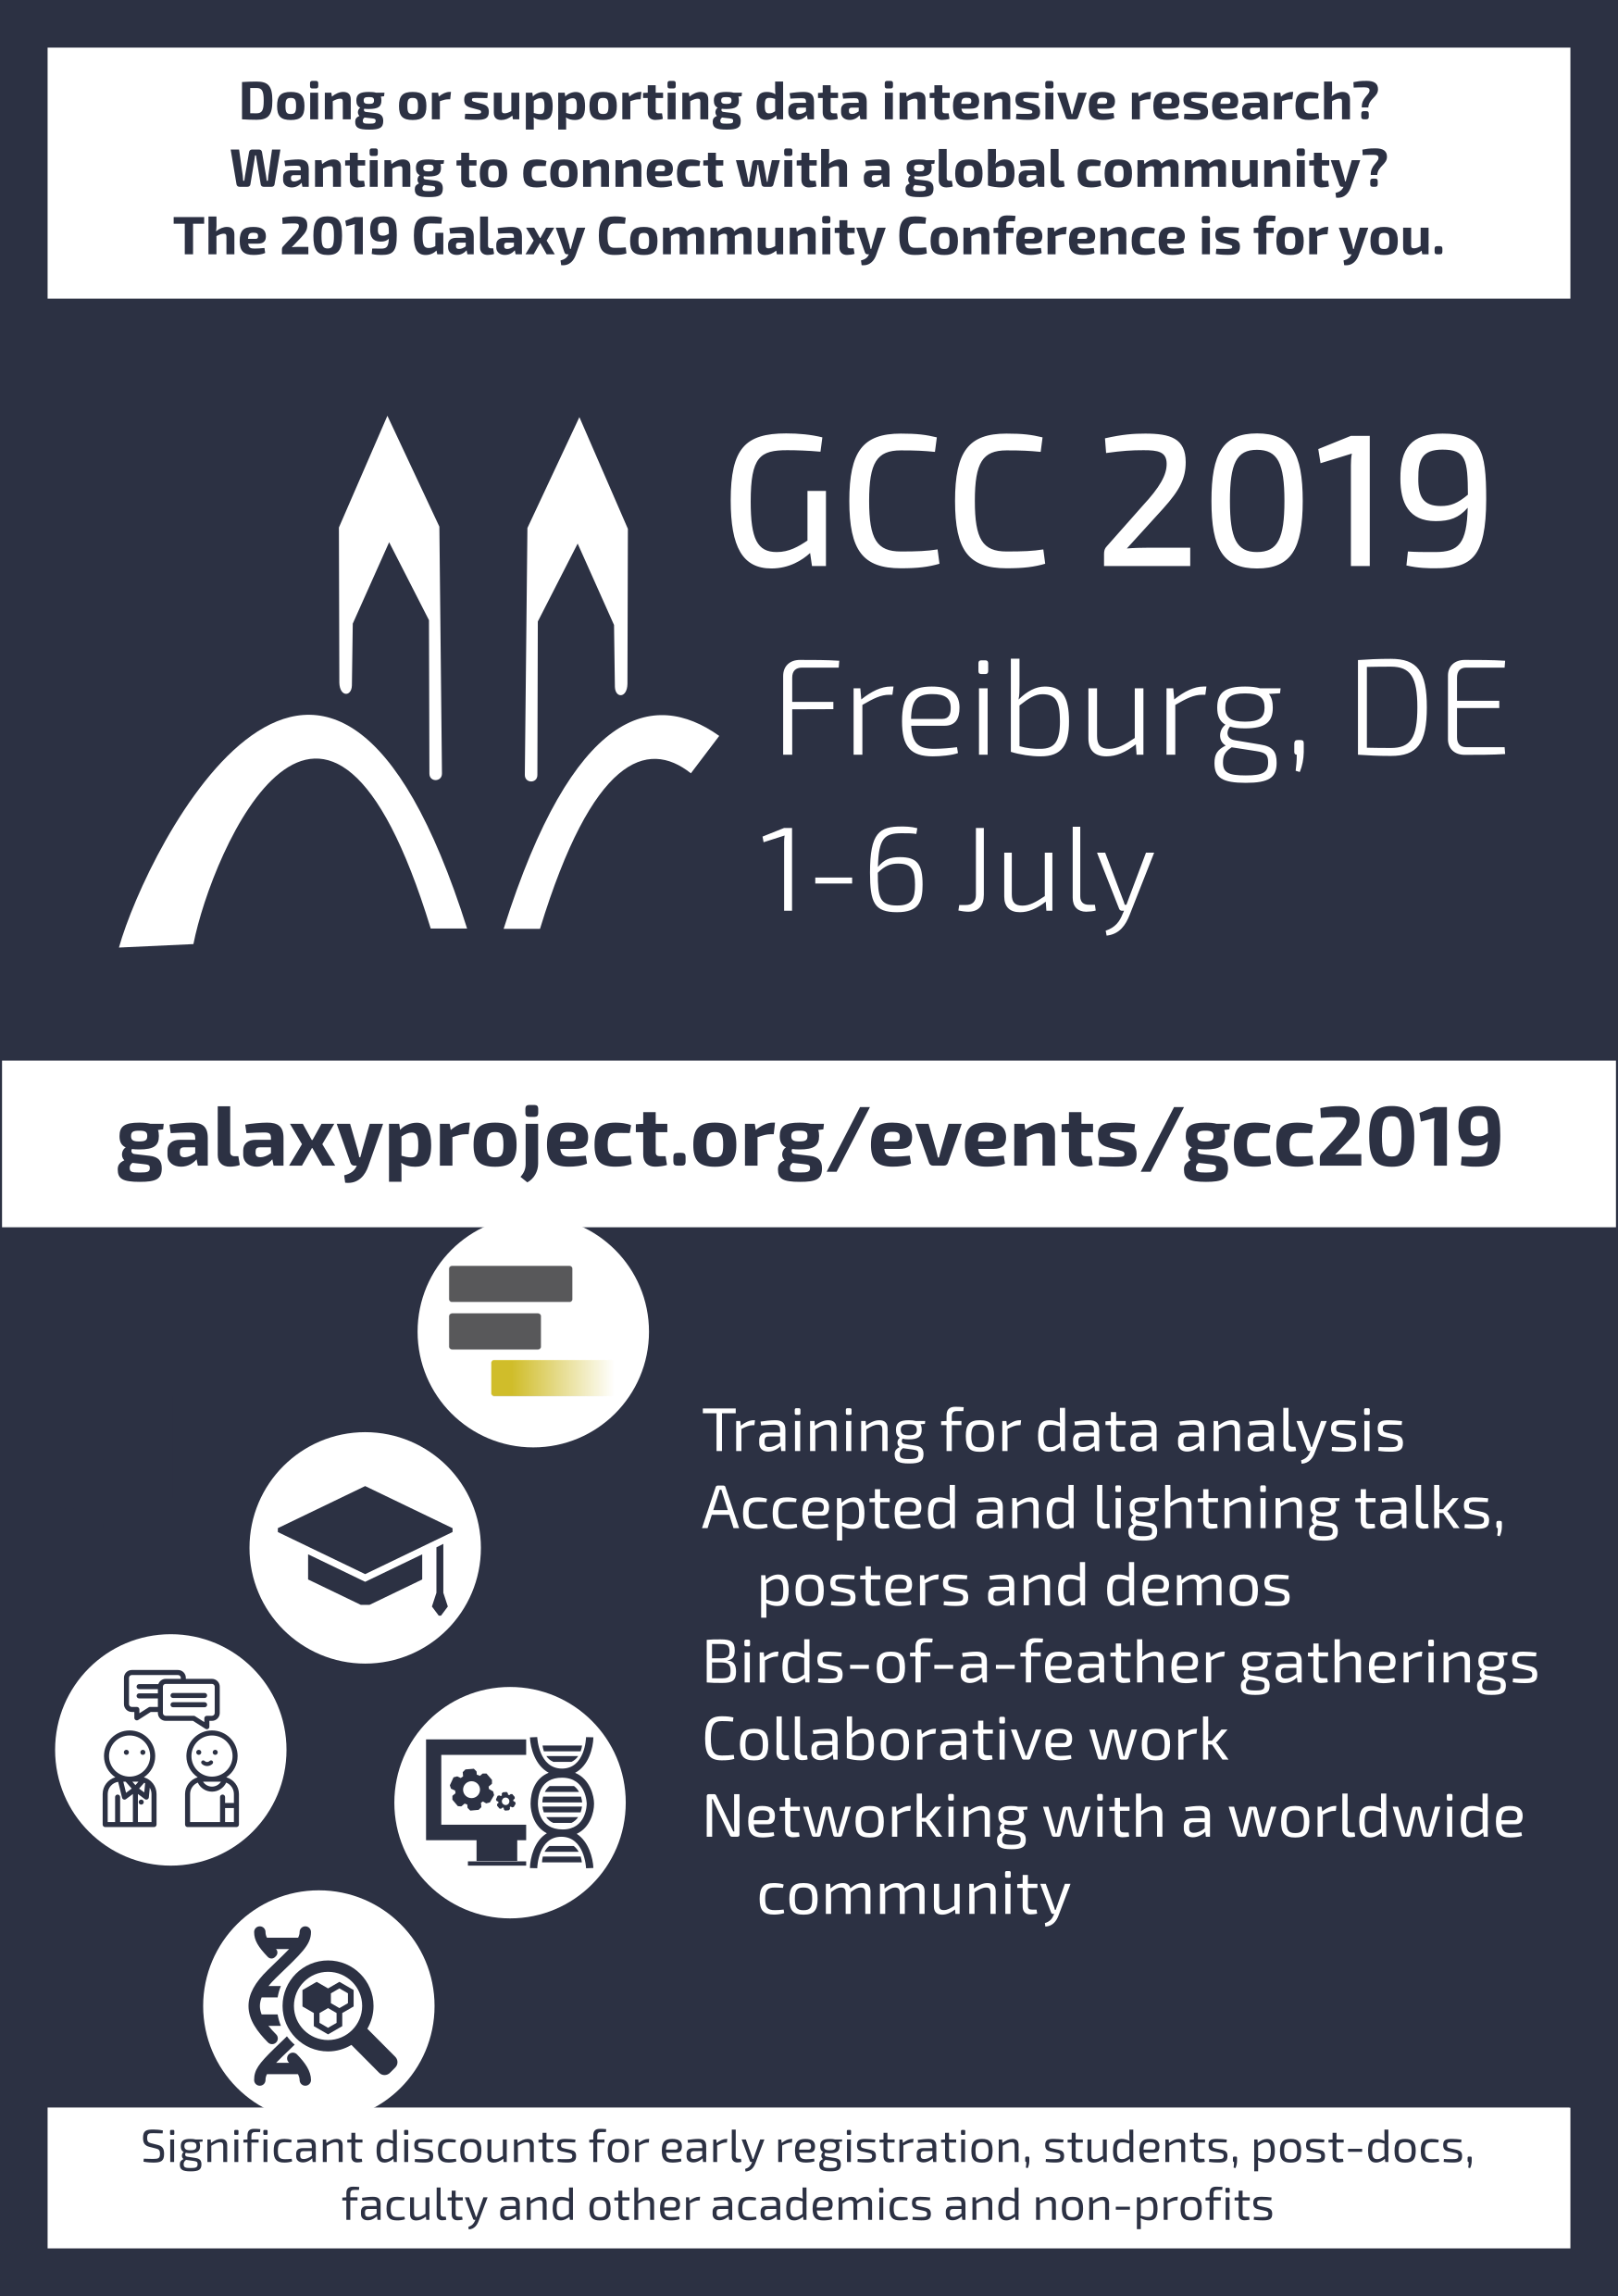 Doing or supporting data intensive research?
Wanting to connect with a global community?
The 2019 Galaxy Community Conference is for you.
GCC 2019
Freiburg, DE
1-6 July
galaxyproject.org/events/gcc2019
Training for data analysis
Accepted and lightning talks,
posters and demos
Birds-of-a-feather gatherings
Collaborative work
Networking with a worldwide
community
Significant discounts for early registration, students, post-docs,
faculty and other academics and non-profits